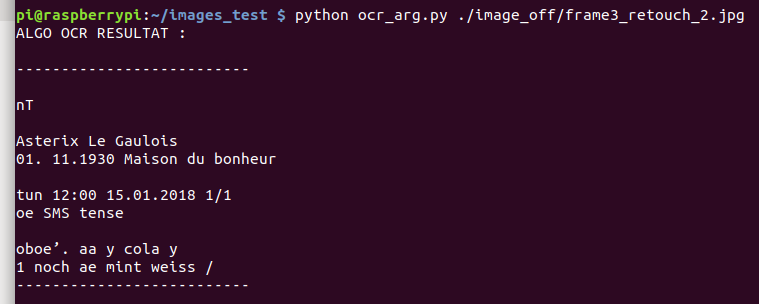 pi@raspberrypi:~/images_test $ python ocr_arg.py ./image_off/frame3_retouch_2.jpg
ALGO OCR RESULTAT :
--------------------------
nT
Asterix Le Gaulois
01. 11.1930 Maison du bonheur
tun 12:00 15.01.2018 1/1
oe SMS tense
oboe’. aa y cola y
1 noch ae mint weiss /
--------------------------